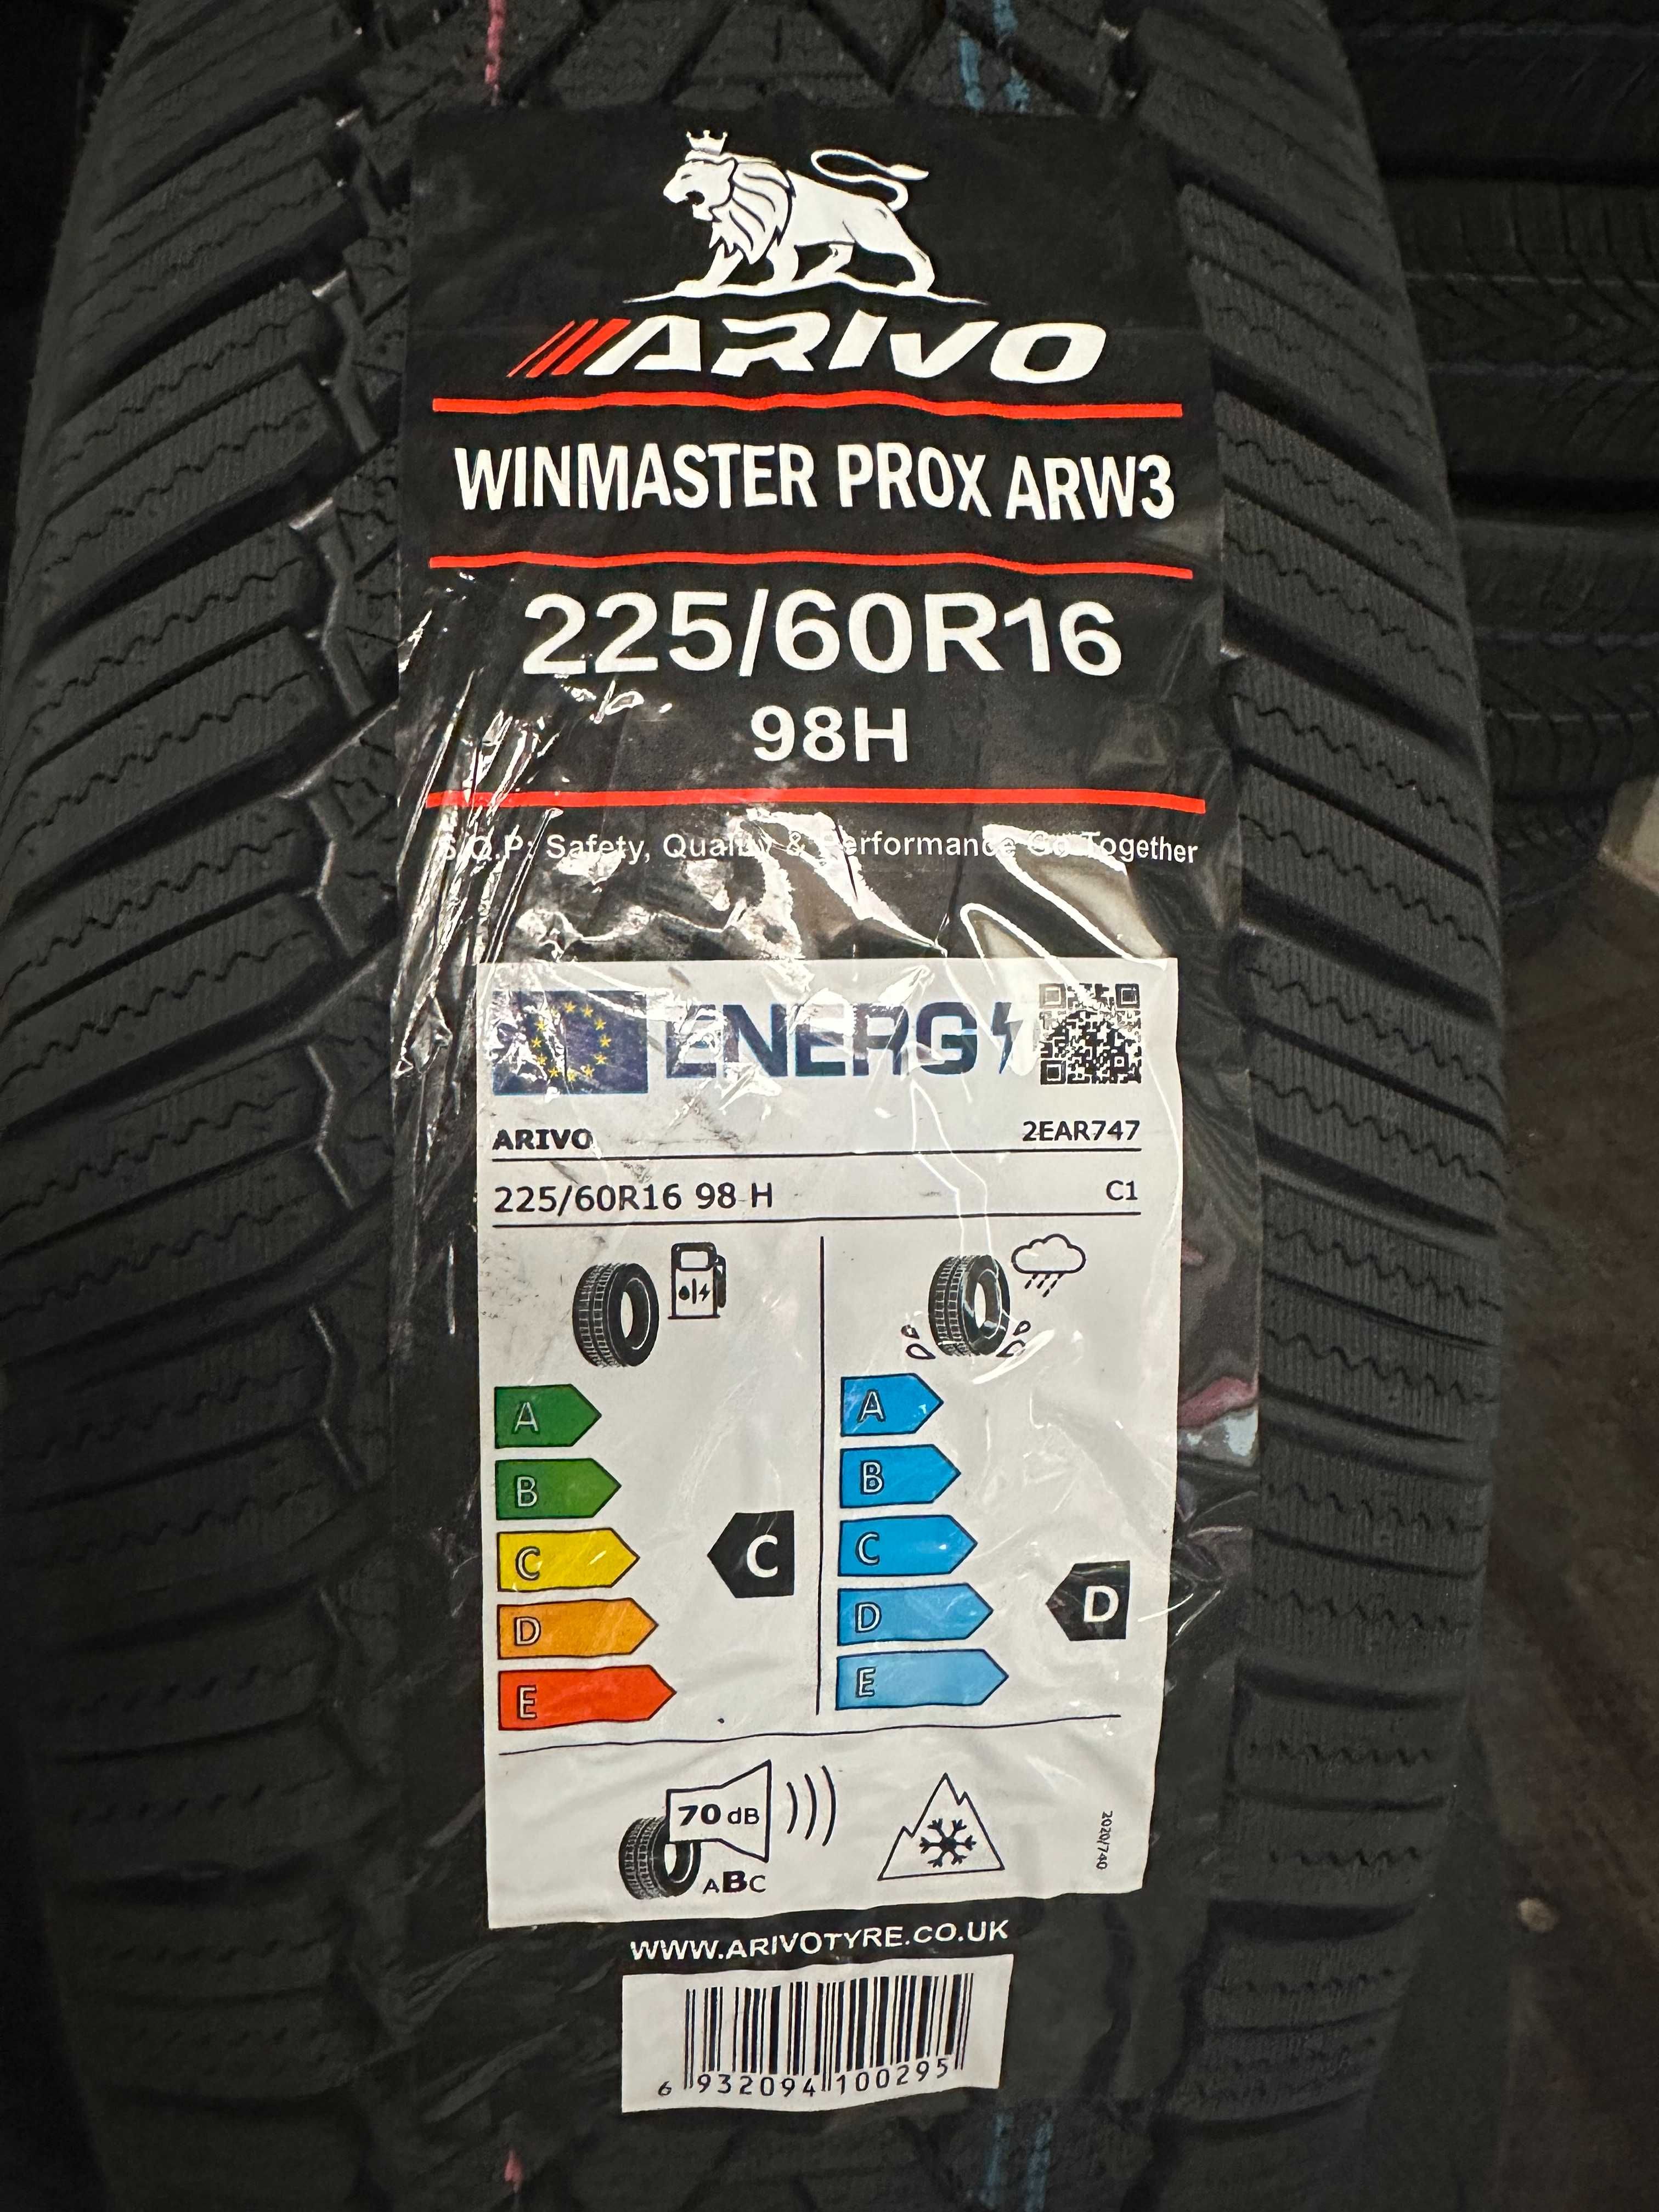 ARIVO
WINMASTER PROX ARW3
225/60R16
98H
S.Q.P: Safety, Quality & Performance Go Together
ENERG
ARIVO 2EAR747
225/60R16 98 H C1
A A
B B
C C C
D D D
E E
70 dB
ABC
2020/740
WWW.ARIVOTYRE.CO.UK
6 932094 100295